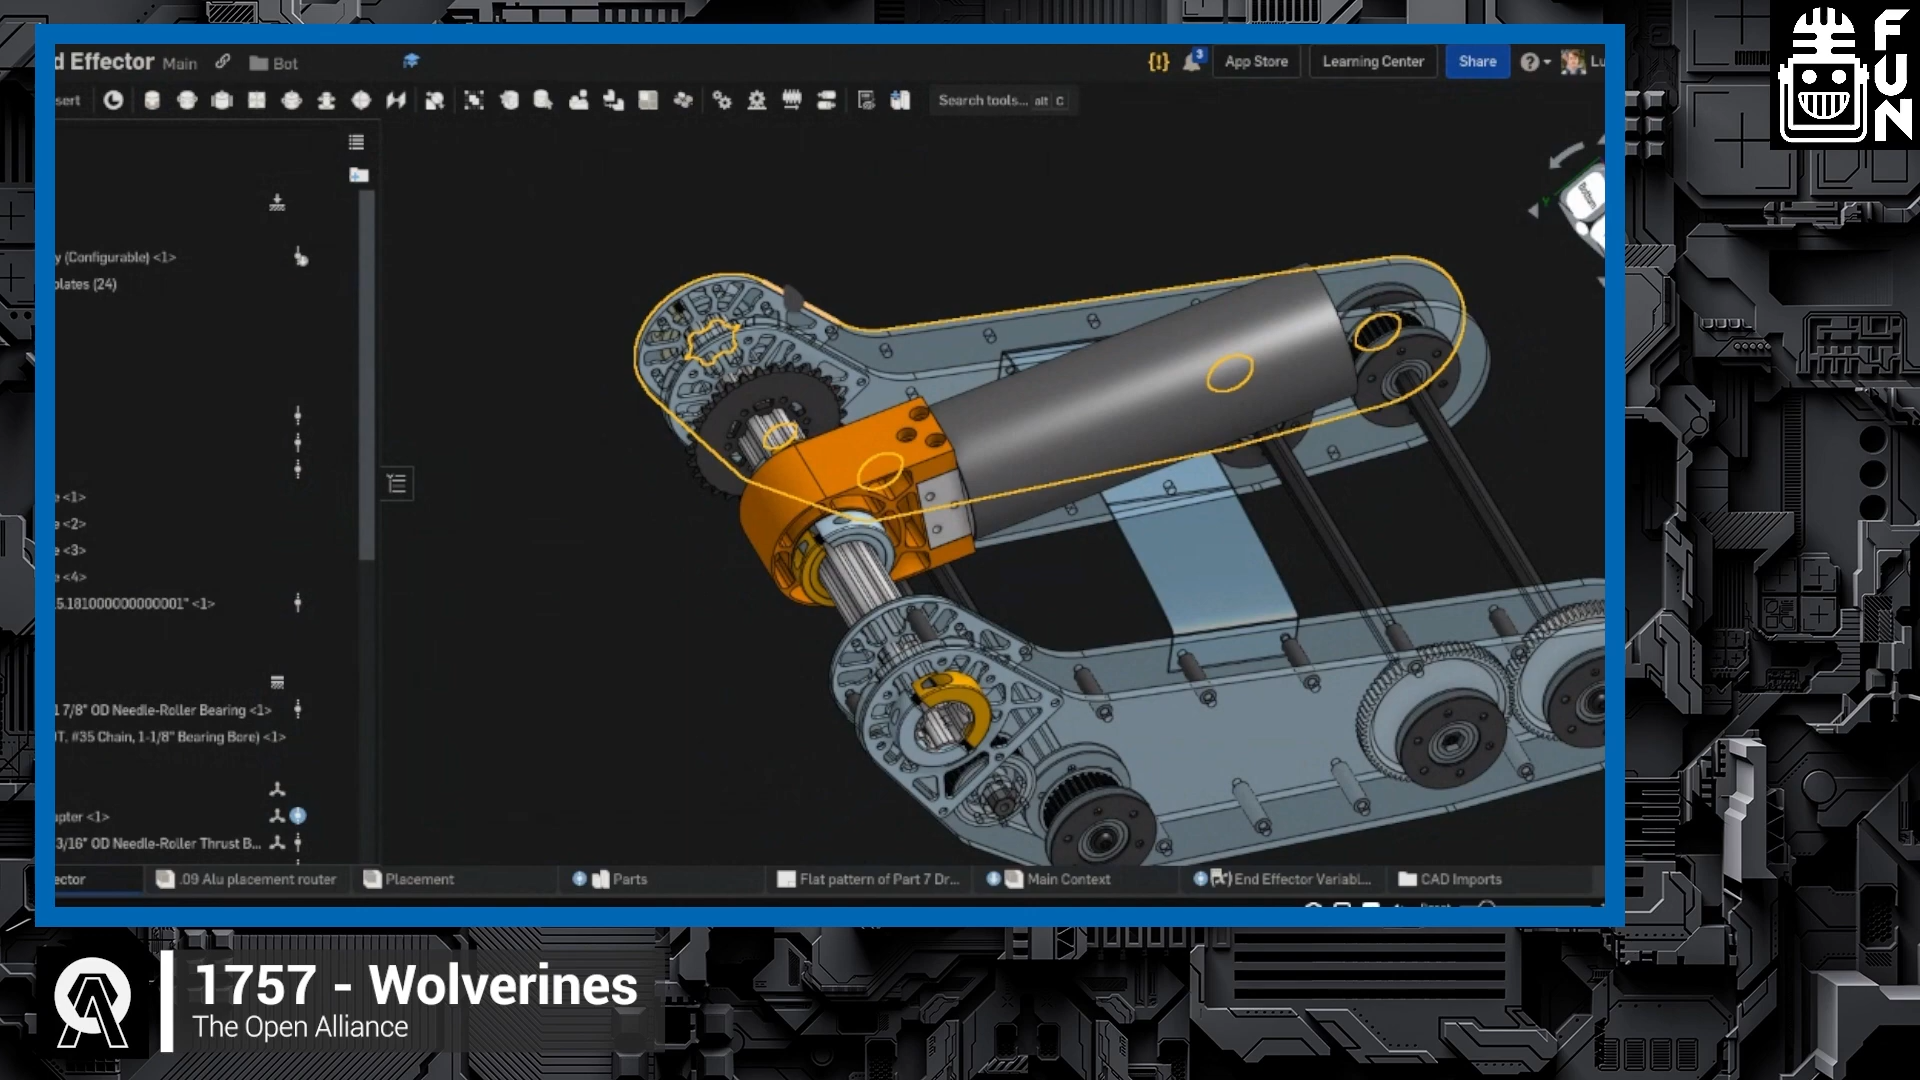 d Effector Main Bot
3 App Store Learning Center Share ? Lu
FUN
sert Search tools... alt C
y (Configurable) <1>
plates (24)
Bottom
Y
e <1>
e <2>
e <3>
e <4>
5.181000000000001" <1>
1 7/8" OD Needle-Roller Bearing <1>
T, #35 Chain, 1-1/8" Bearing Bore) <1>
apter <1>
3/16" OD Needle-Roller Thrust B...
ector .09 Alu placement router Placement Parts Flat pattern of Part 7 Dr... Main Context End Effector Variabl... CAD Imports
1757 - Wolverines
The Open Alliance